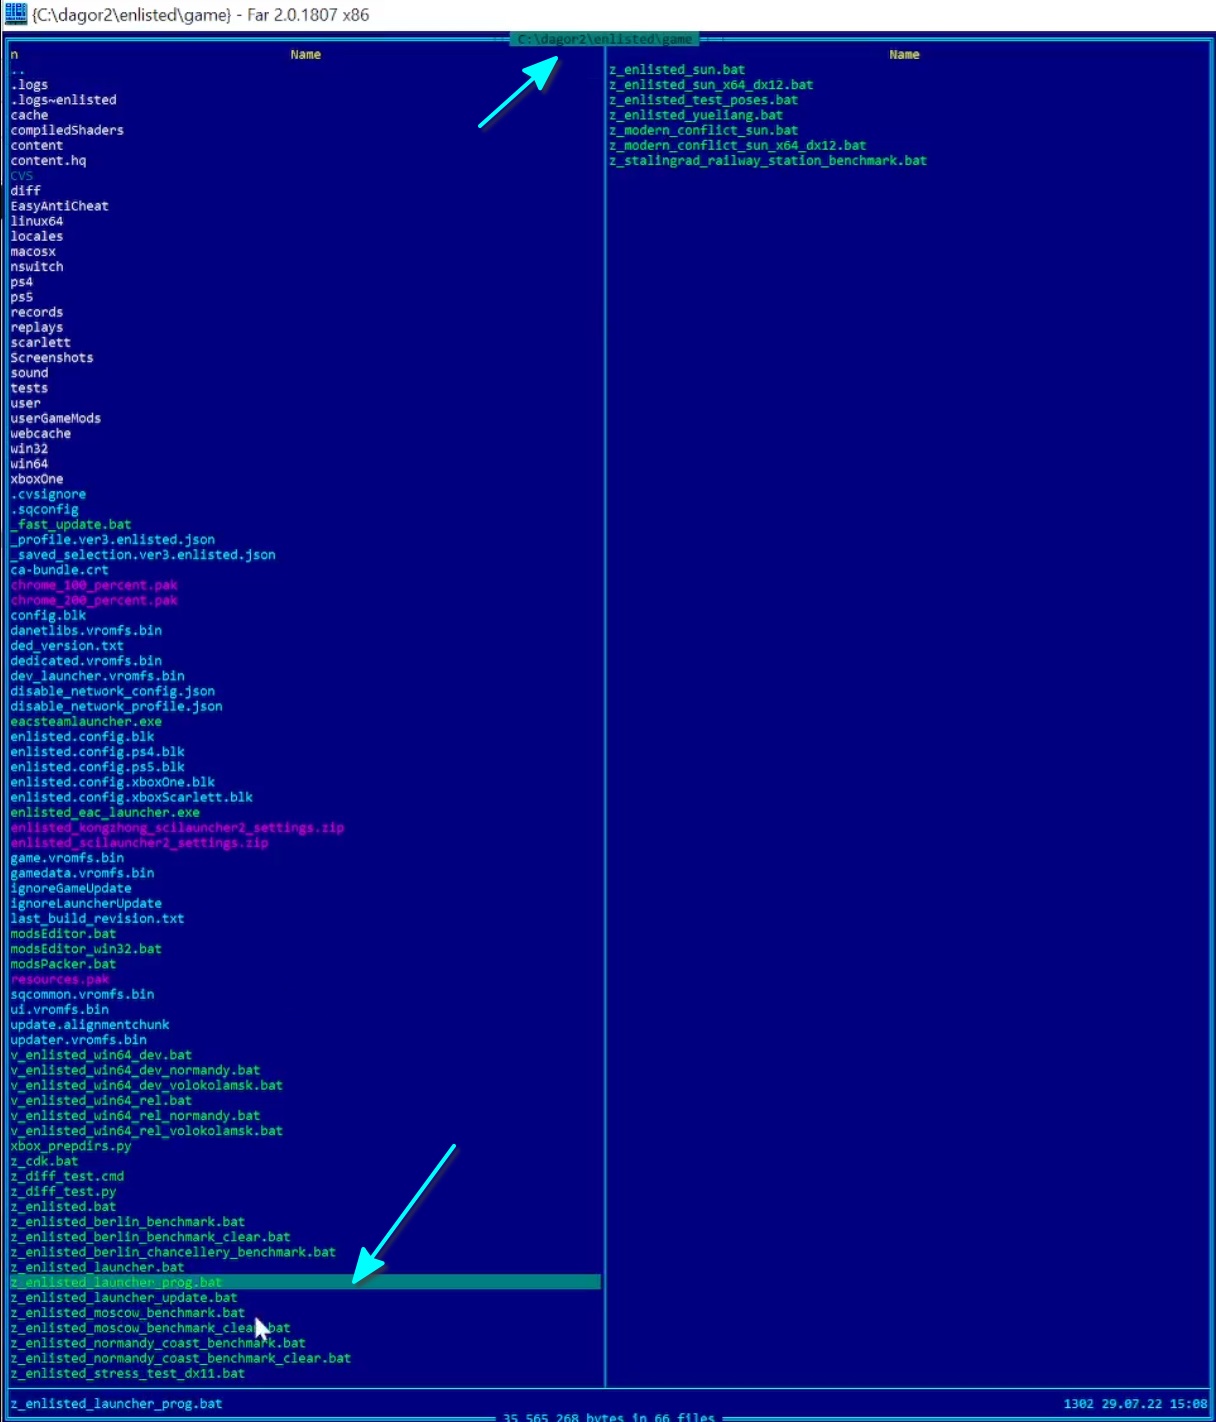 {C:\dagor2\enlisted\game} - Far 2.0.1807 x86
C:\dagor2\enlisted\game
n Name
..
.logs
.logs~enlisted
cache
compiledShaders
content
content.hq
CVS
diff
EasyAntiCheat
linux64
locales
macosx
nswitch
ps4
ps5
records
replays
scarlett
Screenshots
sound
tests
user
userGameMods
webcache
win32
win64
xboxOne
.cvsignore
.sqconfig
_fast_update.bat
_profile.ver3.enlisted.json
_saved_selection.ver3.enlisted.json
ca-bundle.crt
chrome_100_percent.pak
chrome_200_percent.pak
config.blk
danetlibs.vromfs.bin
ded_version.txt
dedicated.vromfs.bin
dev_launcher.vromfs.bin
disable_network_config.json
disable_network_profile.json
eacsteamlauncher.exe
enlisted.config.blk
enlisted.config.ps4.blk
enlisted.config.ps5.blk
enlisted.config.xboxOne.blk
enlisted.config.xboxScarlett.blk
enlisted_eac_launcher.exe
enlisted_kongzhong_scilauncher2_settings.zip
enlisted_scilauncher2_settings.zip
game.vromfs.bin
gamedata.vromfs.bin
ignoreGameUpdate
ignoreLauncherUpdate
last_build_revision.txt
modsEditor.bat
modsEditor_win32.bat
modsPacker.bat
resources.pak
sqcommon.vromfs.bin
ui.vromfs.bin
update.alignmentchunk
updater.vromfs.bin
v_enlisted_win64_dev.bat
v_enlisted_win64_dev_normandy.bat
v_enlisted_win64_dev_volokolamsk.bat
v_enlisted_win64_rel.bat
v_enlisted_win64_rel_normandy.bat
v_enlisted_win64_rel_volokolamsk.bat
xbox_prepdirs.py
z_cdk.bat
z_diff_test.cmd
z_diff_test.py
z_enlisted.bat
z_enlisted_berlin_benchmark.bat
z_enlisted_berlin_benchmark_clear.bat
z_enlisted_berlin_chancellery_benchmark.bat
z_enlisted_launcher.bat
z_enlisted_launcher_prog.bat
z_enlisted_launcher_update.bat
z_enlisted_moscow_benchmark.bat
z_enlisted_moscow_benchmark_clear.bat
z_enlisted_normandy_coast_benchmark.bat
z_enlisted_normandy_coast_benchmark_clear.bat
z_enlisted_stress_test_dx11.bat
Name
z_enlisted_sun.bat
z_enlisted_sun_x64_dx12.bat
z_enlisted_test_poses.bat
z_enlisted_yueliang.bat
z_modern_conflict_sun.bat
z_modern_conflict_sun_x64_dx12.bat
z_stalingrad_railway_station_benchmark.bat
z_enlisted_launcher_prog.bat 1302 29.07.22 15:08
35 565 268 bytes in 66 files